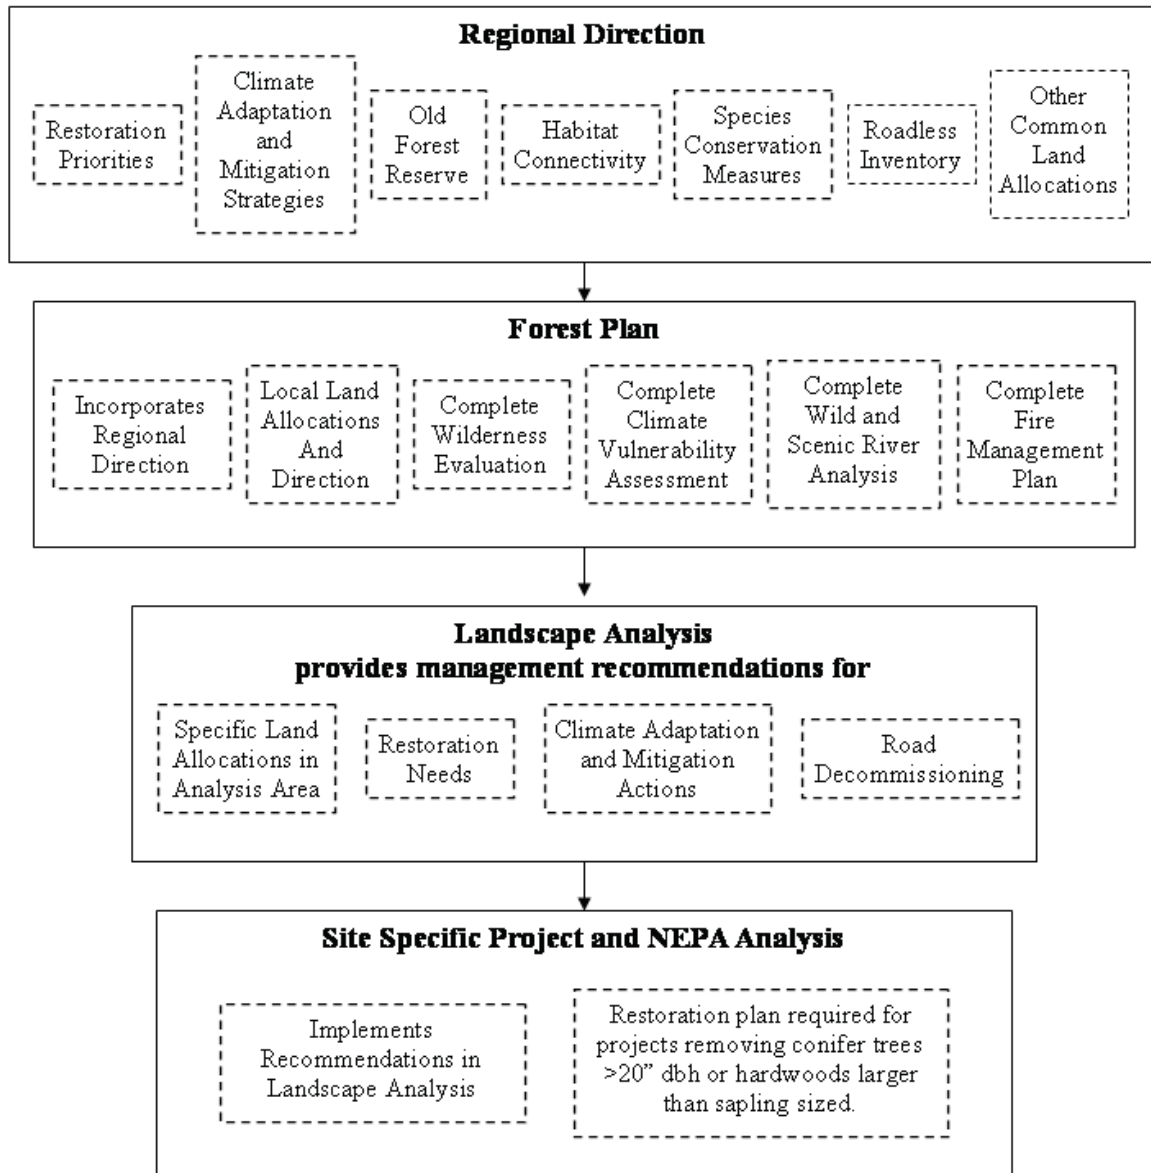 Regional Direction
Restoration
Priorities
Climate
Adaptation
and
Mitigation
Strategies
Old
Forest
Reserve
Habitat
Connectivity
Species
Conservation
Measures
Roadless
Inventory
Other
Common
Land
Allocations
Forest Plan
Incorporates
Regional
Direction
Local Land
Allocations
And
Direction
Complete
Wilderness
Evaluation
Complete
Climate
Vulnerability
Assessment
Complete
Wild and
Scenic River
Analysis
Complete
Fire
Management
Plan
Landscape Analysis
provides management recommendations for
Specific Land
Allocations in
Analysis Area
Restoration
Needs
Climate Adaptation
and Mitigation
Actions
Road
Decommissioning
Site Specific Project and NEPA Analysis
Implements
Recommendations in
Landscape Analysis
Restoration plan required for
projects removing conifer trees
>20” dbh or hardwoods larger
than sapling sized.